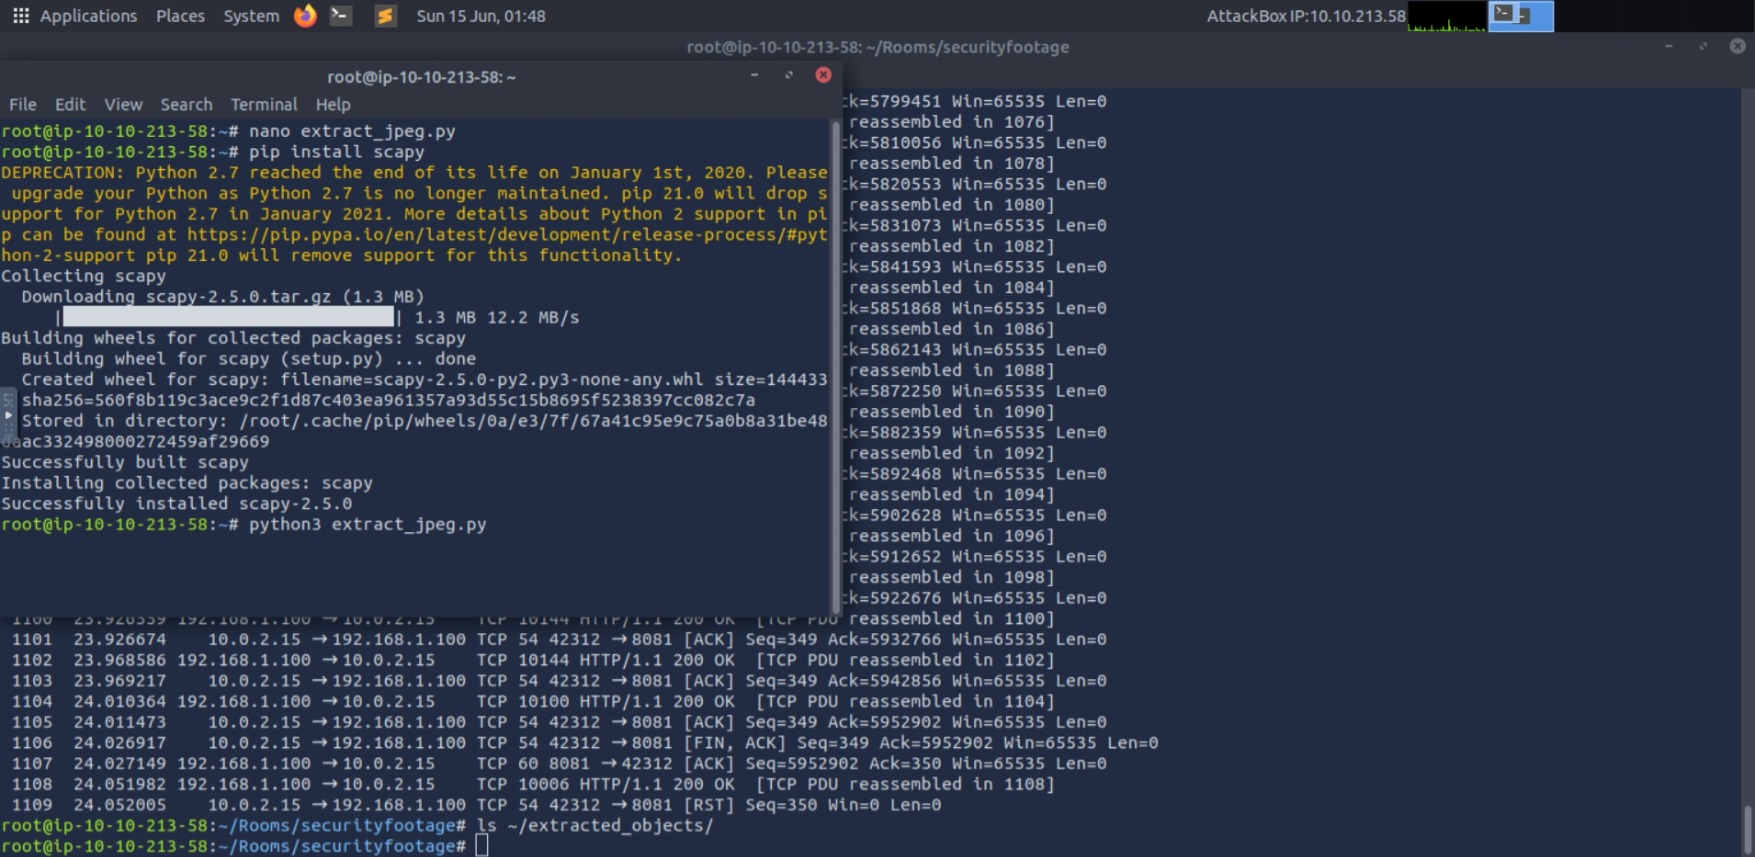 Applications Places System Sun 15 Jun, 01:48 AttackBox IP:10.10.213.58
root@ip-10-10-213-58: ~/Rooms/securityfootage
root@ip-10-10-213-58: ~
File Edit View Search Terminal Help
root@ip-10-10-213-58:~# nano extract_jpeg.py
root@ip-10-10-213-58:~# pip install scapy
DEPRECATION: Python 2.7 reached the end of its life on January 1st, 2020. Please
 upgrade your Python as Python 2.7 is no longer maintained. pip 21.0 will drop s
upport for Python 2.7 in January 2021. More details about Python 2 support in pi
p can be found at https://pip.pypa.io/en/latest/development/release-process/#pyt
hon-2-support pip 21.0 will remove support for this functionality.
Collecting scapy
  Downloading scapy-2.5.0.tar.gz (1.3 MB)
     | | 1.3 MB 12.2 MB/s
Building wheels for collected packages: scapy
  Building wheel for scapy (setup.py) ... done
  Created wheel for scapy: filename=scapy-2.5.0-py2.py3-none-any.whl size=144433
 sha256=560f8b119c3ace9c2f1d87c403ea961357a93d55c15b8695f5238397cc082c7a
  Stored in directory: /root/.cache/pip/wheels/0a/e3/7f/67a41c95e9c75a0b8a31be48
aac332498000272459af29669
Successfully built scapy
Installing collected packages: scapy
Successfully installed scapy-2.5.0
root@ip-10-10-213-58:~# python3 extract_jpeg.py
ck=5799451 Win=65535 Len=0
reassembled in 1076]
ck=5810056 Win=65535 Len=0
reassembled in 1078]
ck=5820553 Win=65535 Len=0
reassembled in 1080]
ck=5831073 Win=65535 Len=0
reassembled in 1082]
ck=5841593 Win=65535 Len=0
reassembled in 1084]
ck=5851868 Win=65535 Len=0
reassembled in 1086]
ck=5862143 Win=65535 Len=0
reassembled in 1088]
ck=5872250 Win=65535 Len=0
reassembled in 1090]
ck=5882359 Win=65535 Len=0
reassembled in 1092]
ck=5892468 Win=65535 Len=0
reassembled in 1094]
ck=5902628 Win=65535 Len=0
reassembled in 1096]
ck=5912652 Win=65535 Len=0
reassembled in 1098]
ck=5922676 Win=65535 Len=0
1100 192.168.1.100 → 10.0.2.15 TCP 10144 HTTP/1.1 200 OK [TCP PDU reassembled in 1100]
1101 23.926674 10.0.2.15 → 192.168.1.100 TCP 54 42312 → 8081 [ACK] Seq=349 Ack=5932766 Win=65535 Len=0
1102 23.968586 192.168.1.100 → 10.0.2.15 TCP 10144 HTTP/1.1 200 OK [TCP PDU reassembled in 1102]
1103 23.969217 10.0.2.15 → 192.168.1.100 TCP 54 42312 → 8081 [ACK] Seq=349 Ack=5942856 Win=65535 Len=0
1104 24.010364 192.168.1.100 → 10.0.2.15 TCP 10100 HTTP/1.1 200 OK [TCP PDU reassembled in 1104]
1105 24.011473 10.0.2.15 → 192.168.1.100 TCP 54 42312 → 8081 [ACK] Seq=349 Ack=5952902 Win=65535 Len=0
1106 24.026917 10.0.2.15 → 192.168.1.100 TCP 54 42312 → 8081 [FIN, ACK] Seq=349 Ack=5952902 Win=65535 Len=0
1107 24.027149 192.168.1.100 → 10.0.2.15 TCP 60 8081 → 42312 [ACK] Seq=5952902 Ack=350 Win=65535 Len=0
1108 24.051982 192.168.1.100 → 10.0.2.15 TCP 10006 HTTP/1.1 200 OK [TCP PDU reassembled in 1108]
1109 24.052005 10.0.2.15 → 192.168.1.100 TCP 54 42312 → 8081 [RST] Seq=350 Win=0 Len=0
root@ip-10-10-213-58:~/Rooms/securityfootage# ls ~/extracted_objects/
root@ip-10-10-213-58:~/Rooms/securityfootage#